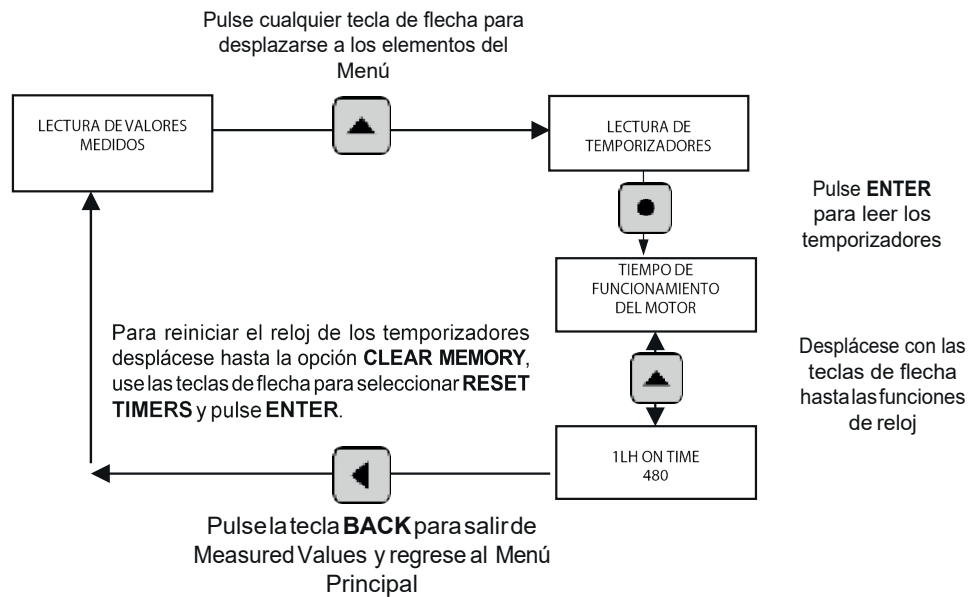 Pulse cualquier tecla de flecha para
desplazarse a los elementos del
Menú
LECTURA DE VALORES
MEDIDOS
LECTURA DE
TEMPORIZADORES
Pulse ENTER
para leer los
temporizadores
TIEMPO DE
FUNCIONAMIENTO
DEL MOTOR
Para reiniciar el reloj de los temporizadores
desplácese hasta la opción CLEAR MEMORY,
use las teclas de flecha para seleccionar RESET
TIMERS y pulse ENTER.
Desplácese con las
teclas de flecha
hasta las funciones
de reloj
1LH ON TIME
480
Pulse la tecla BACK para salir de
Measured Values y regrese al Menú
Principal